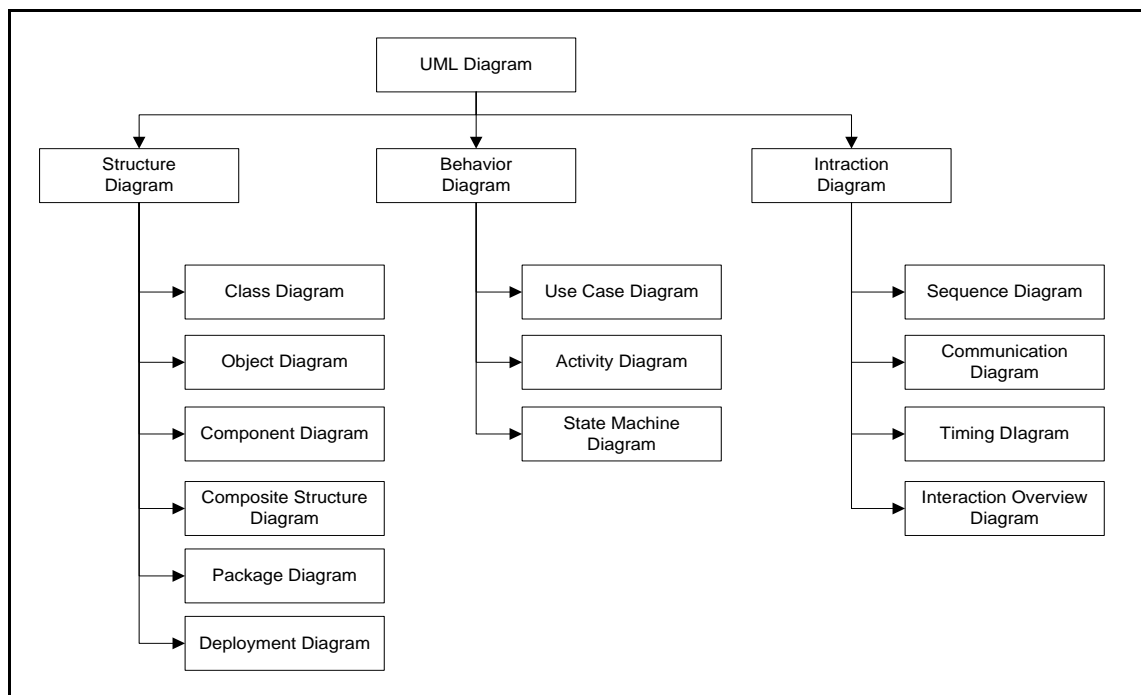 UML Diagram
Structure
Diagram
Behavior
Diagram
Intraction
Diagram
Class Diagram
Object Diagram
Component Diagram
Composite Structure
Diagram
Package Diagram
Deployment Diagram
Use Case Diagram
Activity Diagram
State Machine
Diagram
Sequence Diagram
Communication
Diagram
Timing DIagram
Interaction Overview
Diagram